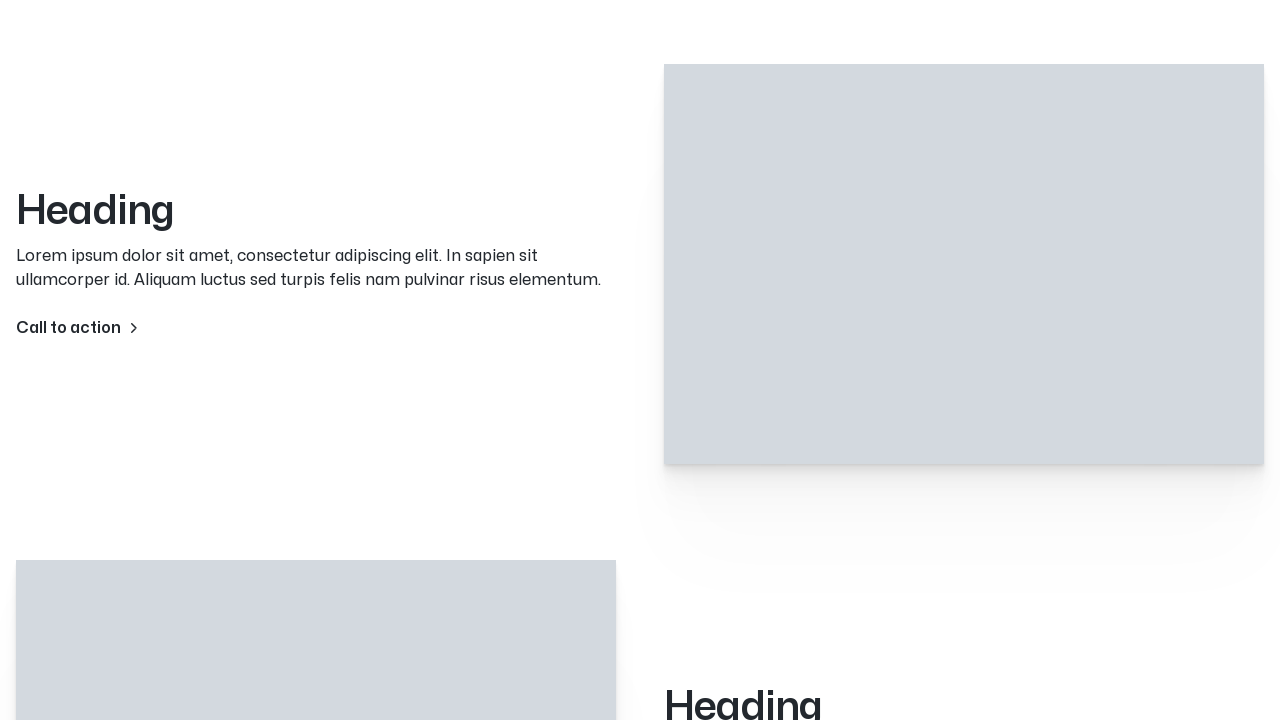 Heading
Lorem ipsum dolor sit amet, consectetur adipiscing elit. In sapien sit
ullamcorper id. Aliquam luctus sed turpis felis nam pulvinar risus elementum.
Call to action
Heading